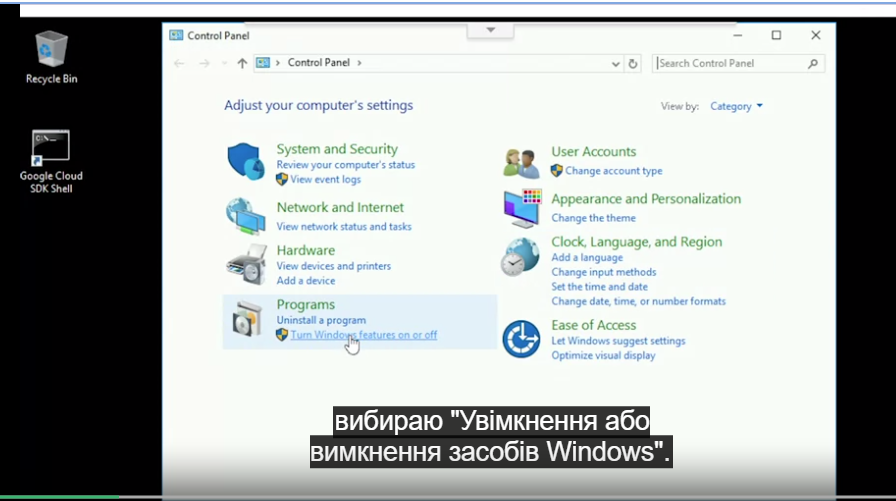 Control Panel
Control Panel
Search Control Panel
Recycle Bin
Google Cloud
SDK Shell
Adjust your computer's settings
View by: Category
System and Security
Review your computer's status
View event logs
Network and Internet
View network status and tasks
Hardware
View devices and printers
Add a device
Programs
Uninstall a program
Turn Windows features on or off
User Accounts
Change account type
Appearance and Personalization
Change the theme
Clock, Language, and Region
Add a language
Change input methods
Set the time and date
Change date, time, or number formats
Ease of Access
Let Windows suggest settings
Optimize visual display
вибираю "Увімкнення або
вимкнення засобів Windows".